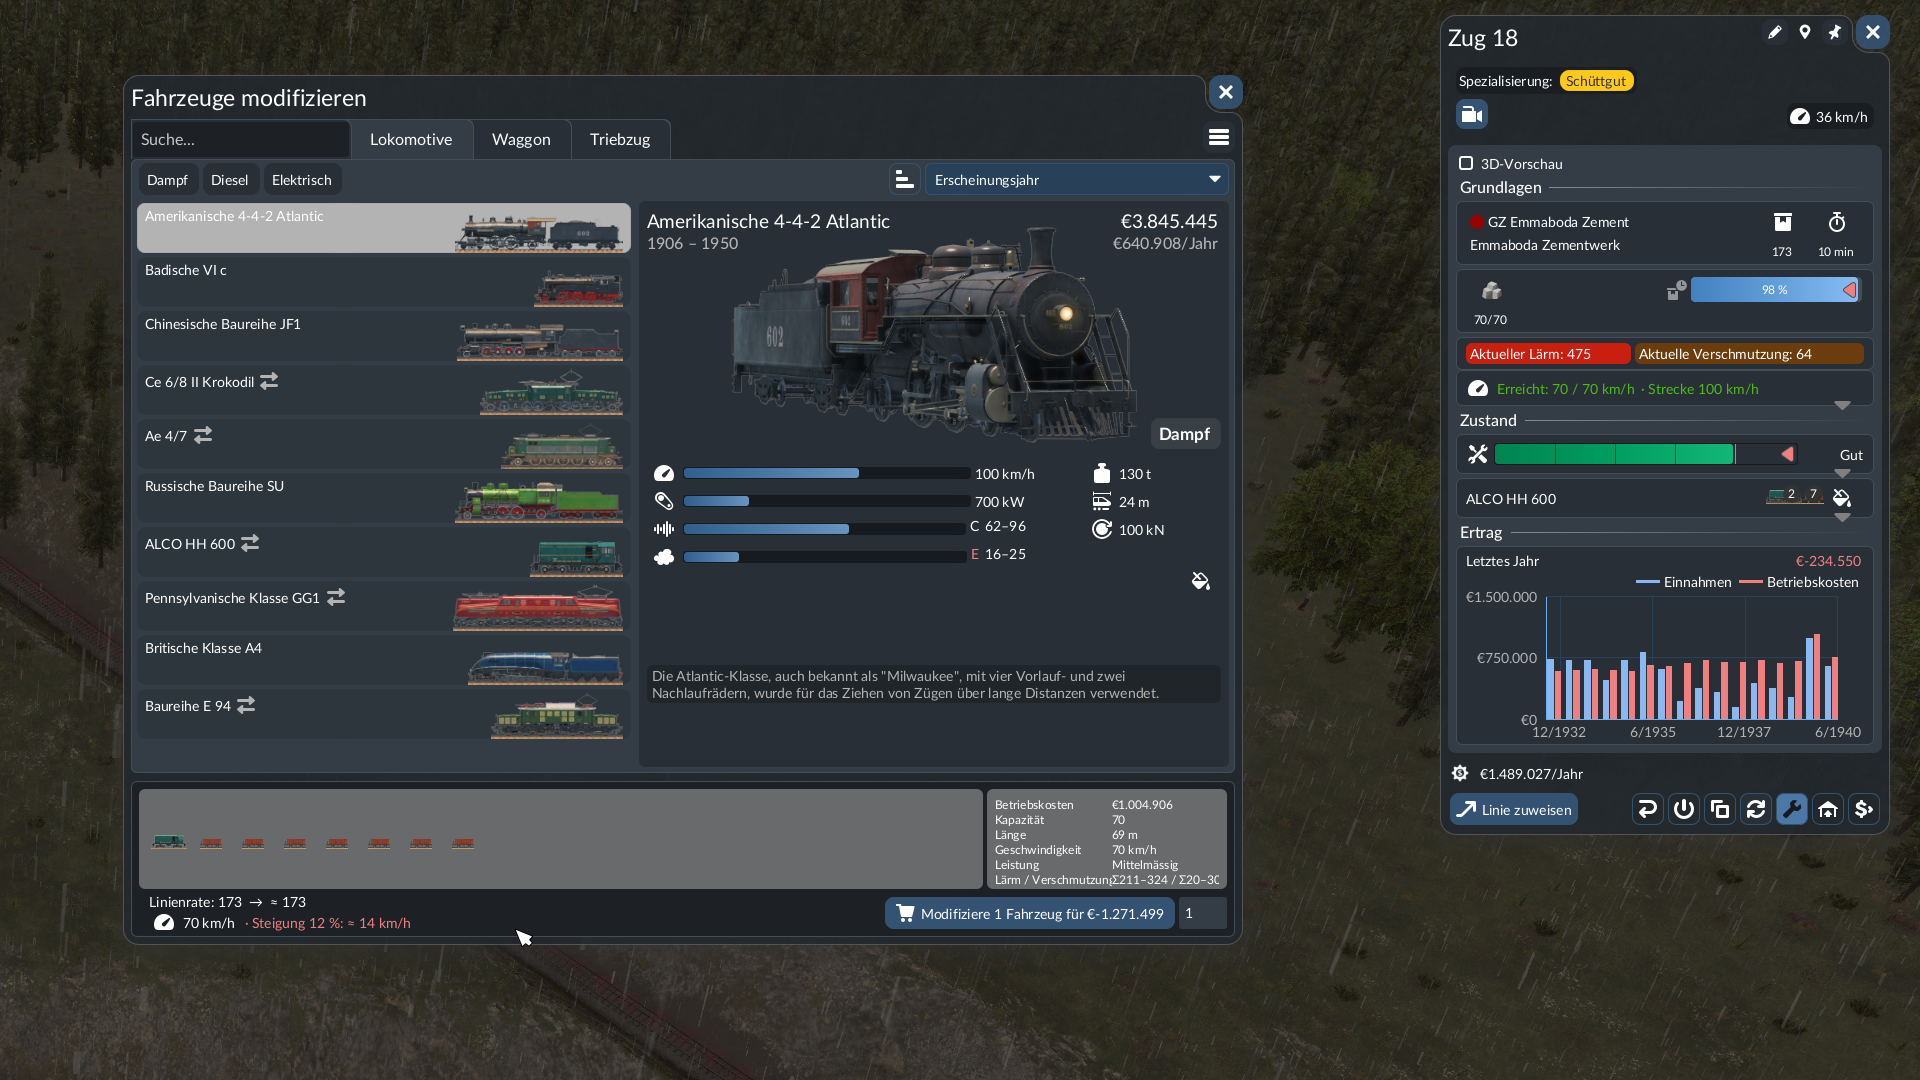 Fahrzeuge modifizieren
Suche...
Lokomotive
Waggon
Triebzug
Dampf
Diesel
Elektrisch
Erscheinungsjahr
Amerikanische 4-4-2 Atlantic
Badische VI c
Chinesische Baureihe JF1
Ce 6/8 II Krokodil
Ae 4/7
Russische Baureihe SU
ALCO HH 600
Pennsylvanische Klasse GG1
Britische Klasse A4
Baureihe E 94
Amerikanische 4-4-2 Atlantic
€3.845.445
1906 – 1950
€640.908/Jahr
602
Dampf
100 km/h
130 t
700 kW
24 m
C 62–96
100 kN
E 16–25
Die Atlantic-Klasse, auch bekannt als "Milwaukee", mit vier Vorlauf- und zwei
Nachlaufrädern, wurde für das Ziehen von Zügen über lange Distanzen verwendet.
Betriebskosten €1.004.906
Kapazität 70
Länge 69 m
Geschwindigkeit 70 km/h
Leistung Mittelmässig
Lärm / Verschmutzung Σ211–324 / Σ20–30
Linienrate: 173 → ≈ 173
70 km/h · Steigung 12 %: ≈ 14 km/h
Modifiziere 1 Fahrzeug für €-1.271.499
1
Zug 18
Spezialisierung: Schüttgut
36 km/h
3D-Vorschau
Grundlagen
GZ Emmaboda Zement
Emmaboda Zementwerk
173
10 min
98 %
70/70
Aktueller Lärm: 475
Aktuelle Verschmutzung: 64
Erreicht: 70 / 70 km/h · Strecke 100 km/h
Zustand
Gut
ALCO HH 600
2
7
Ertrag
Letztes Jahr
€-234.550
Einnahmen
Betriebskosten
€1.500.000
€750.000
€0
12/1932
6/1935
12/1937
6/1940
€1.489.027/Jahr
Linie zuweisen